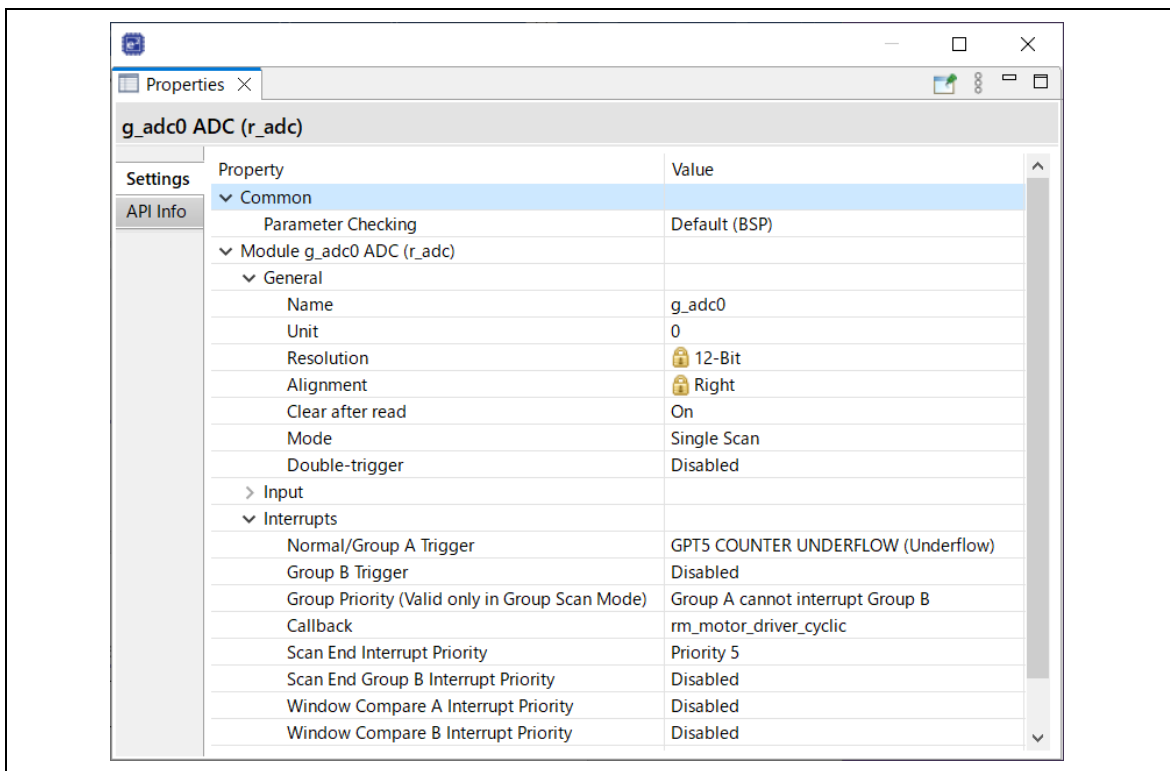 Properties
g_adc0 ADC (r_adc)
Settings
API Info
Property Value
Common
Parameter Checking Default (BSP)
Module g_adc0 ADC (r_adc)
General
Name g_adc0
Unit 0
Resolution 12-Bit
Alignment Right
Clear after read On
Mode Single Scan
Double-trigger Disabled
Input
Interrupts
Normal/Group A Trigger GPT5 COUNTER UNDERFLOW (Underflow)
Group B Trigger Disabled
Group Priority (Valid only in Group Scan Mode) Group A cannot interrupt Group B
Callback rm_motor_driver_cyclic
Scan End Interrupt Priority Priority 5
Scan End Group B Interrupt Priority Disabled
Window Compare A Interrupt Priority Disabled
Window Compare B Interrupt Priority Disabled